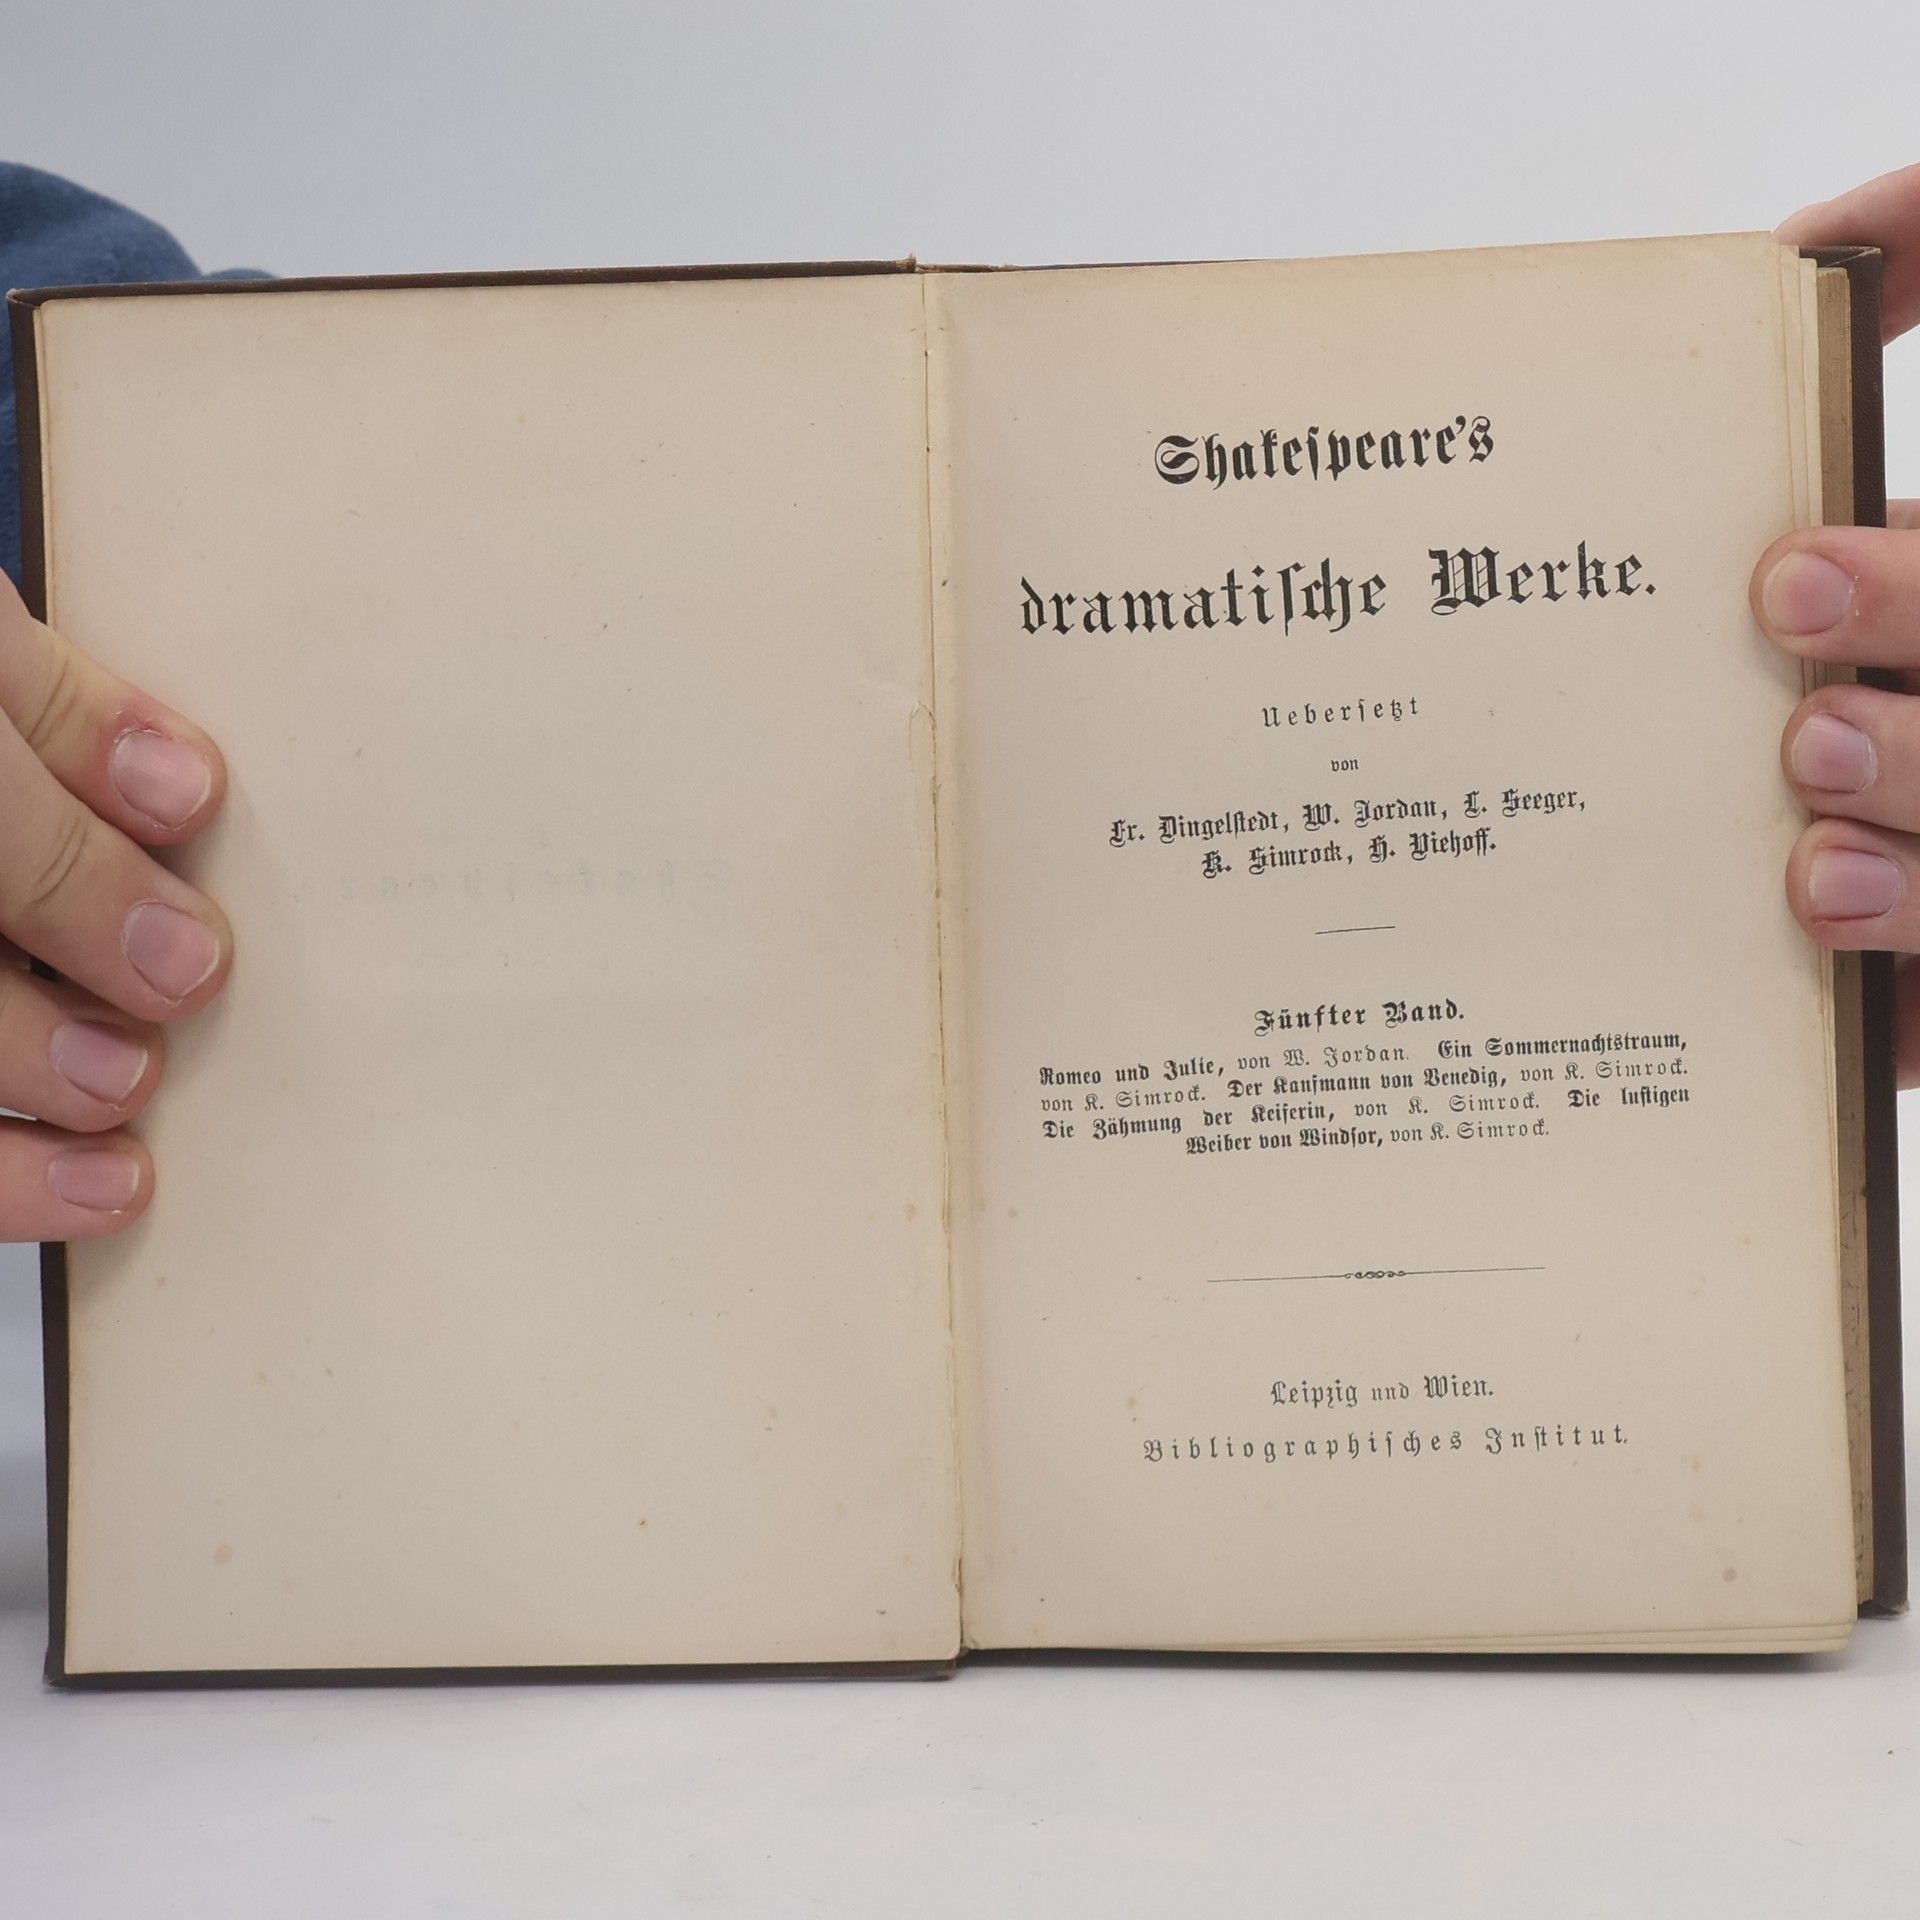 Shakeſpeare's
dramatiſche Werke.
Ueberſetzt
von
Fr. Dingelſtedt, W. Jordan, L. Seeger,
K. Simrock, H. Viehoff.
Fünfter Band.
Romeo und Julie, von W. Jordan. Ein Sommernachtstraum,
von K. Simrock. Der Kaufmann von Venedig, von K. Simrock.
Die Zähmung der Keiferin, von K. Simrock. Die luſtigen
Weiber von Windſor, von K. Simrock.
Leipzig und Wien.
Bibliographiſches Inſtitut.